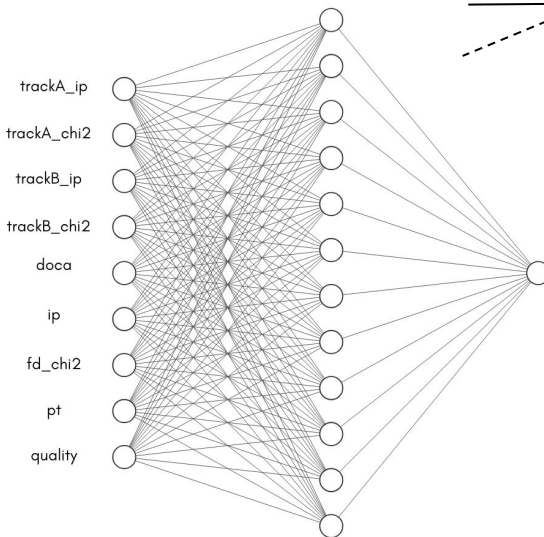 trackA_ip
trackA_chi2
trackB_ip
trackB_chi2
doca
ip
fd_chi2
pt
quality